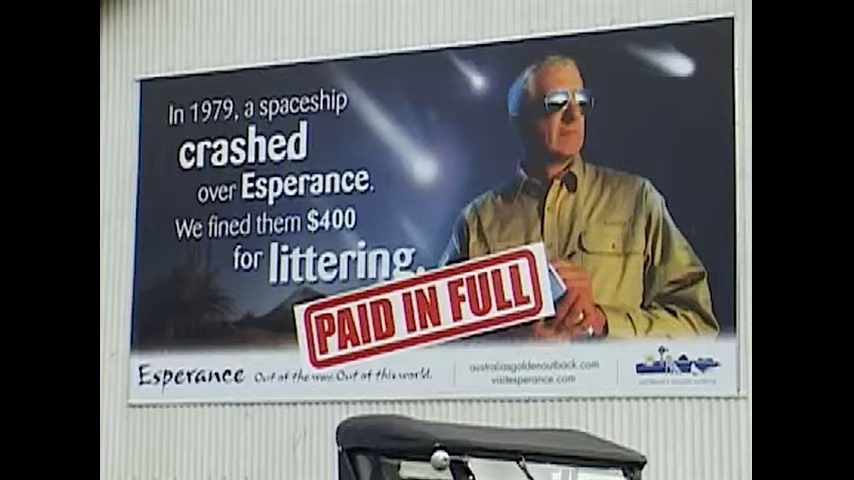 In 1979, a spaceship
crashed
over Esperance.
We fined them $400
for littering.
PAID IN FULL
Esperance Out of the way. Out of this world.
australiasgoldenoutback.com
visitesperance.com